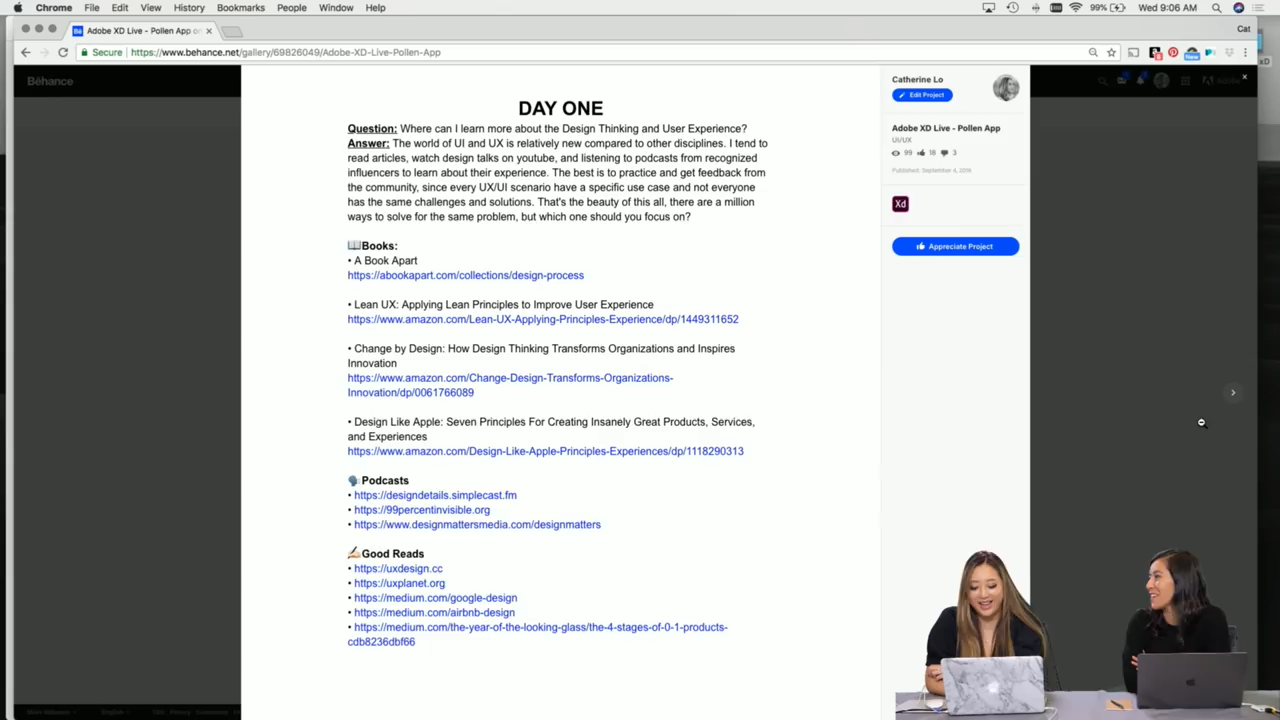 Chrome File Edit View History Bookmarks People Window Help
99% Wed 9:06 AM
Adobe XD Live - Pollen App on
Cat
Secure https://www.behance.net/gallery/69826049/Adobe-XD-Live-Pollen-App
New
Bēhance
DAY ONE
Question: Where can I learn more about the Design Thinking and User Experience?
Answer: The world of UI and UX is relatively new compared to other disciplines. I tend to
read articles, watch design talks on youtube, and listening to podcasts from recognized
influencers to learn about their experience. The best is to practice and get feedback from
the community, since every UX/UI scenario have a specific use case and not everyone
has the same challenges and solutions. That's the beauty of this all, there are a million
ways to solve for the same problem, but which one should you focus on?
📖Books:
• A Book Apart
https://abookapart.com/collections/design-process
• Lean UX: Applying Lean Principles to Improve User Experience
https://www.amazon.com/Lean-UX-Applying-Principles-Experience/dp/1449311652
• Change by Design: How Design Thinking Transforms Organizations and Inspires
Innovation
https://www.amazon.com/Change-Design-Transforms-Organizations-
Innovation/dp/0061766089
• Design Like Apple: Seven Principles For Creating Insanely Great Products, Services,
and Experiences
https://www.amazon.com/Design-Like-Apple-Principles-Experiences/dp/1118290313
🗣Podcasts
• https://designdetails.simplecast.fm
• https://99percentinvisible.org
• https://www.designmattersmedia.com/designmatters
✍Good Reads
• https://uxdesign.cc
• https://uxplanet.org
• https://medium.com/google-design
• https://medium.com/airbnb-design
• https://medium.com/the-year-of-the-looking-glass/the-4-stages-of-0-1-products-
cdb8236dbf66
Catherine Lo
Edit Project
Adobe XD Live - Pollen App
UI/UX
99 18 3
Xd
Appreciate Project